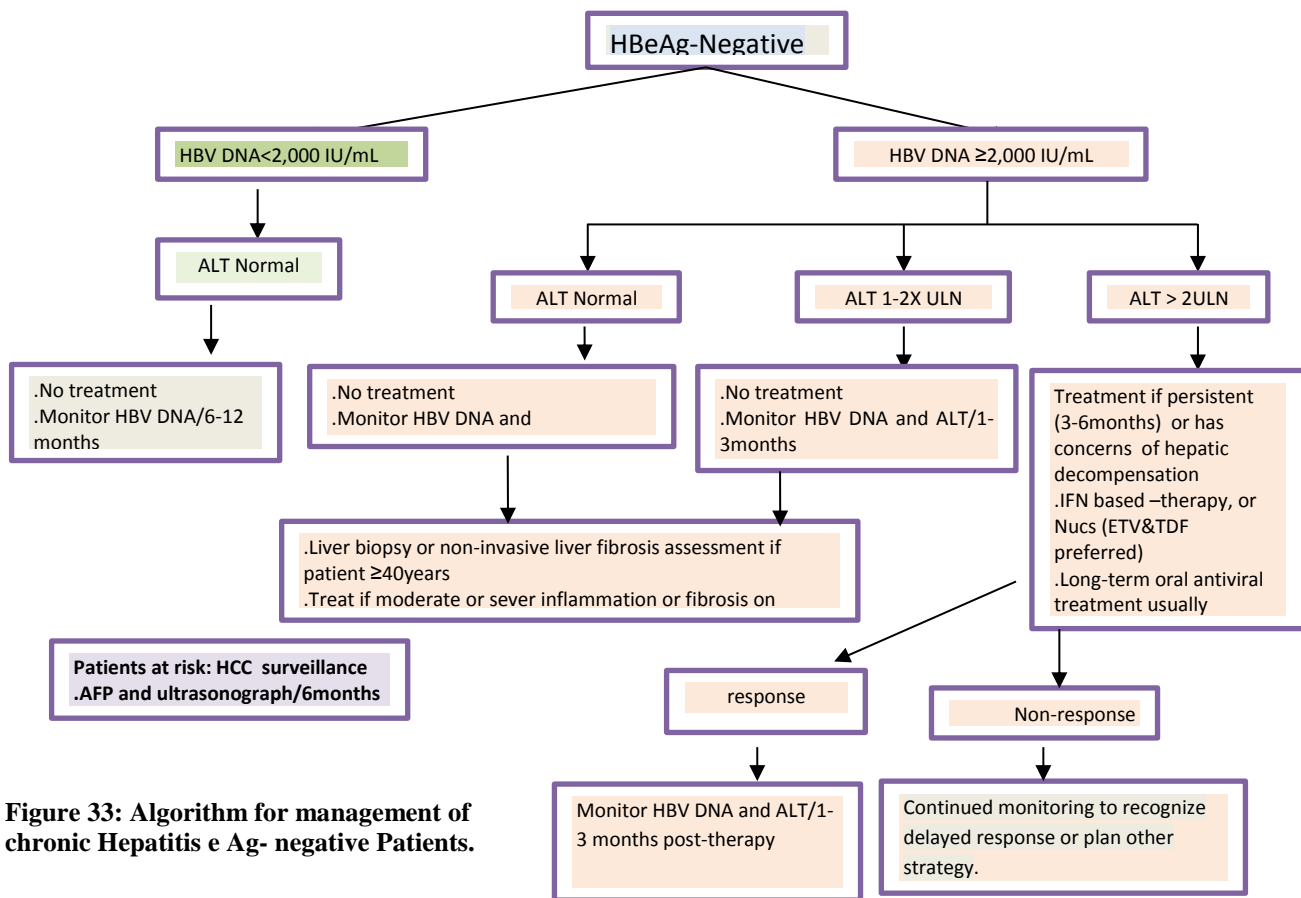 HBeAg-Negative
HBV DNA<2,000 IU/mL
HBV DNA ≥2,000 IU/mL
ALT Normal
ALT Normal
ALT 1-2X ULN
ALT > 2ULN
.No treatment
.Monitor HBV DNA/6-12
months
.No treatment
.Monitor HBV DNA and
.No treatment
.Monitor HBV DNA and ALT/1-
3months
Treatment if persistent
(3-6months) or has
concerns of hepatic
decompensation
.IFN based –therapy, or
Nucs (ETV&TDF
preferred)
.Long-term oral antiviral
treatment usually
.Liver biopsy or non-invasive liver fibrosis assessment if
patient ≥40years
.Treat if moderate or sever inflammation or fibrosis on
Patients at risk: HCC surveillance
.AFP and ultrasonograph/6months
response
Non-response
Monitor HBV DNA and ALT/1-
3 months post-therapy
Continued monitoring to recognize
delayed response or plan other
strategy.
Figure 33: Algorithm for management of
chronic Hepatitis e Ag- negative Patients.